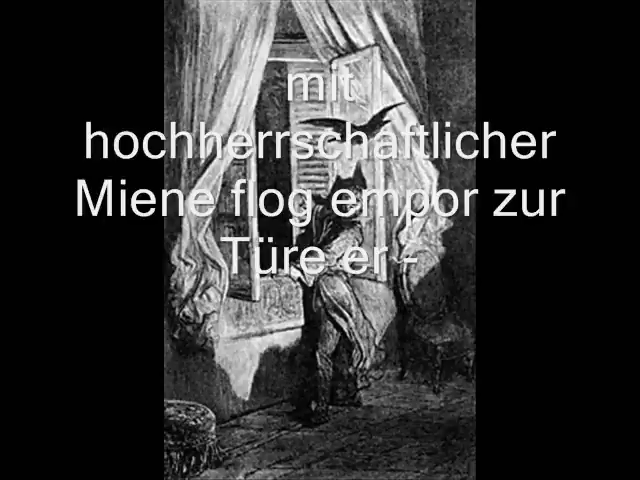 mit
hochherrschaftlicher
Miene flog empor zur
Türe er -